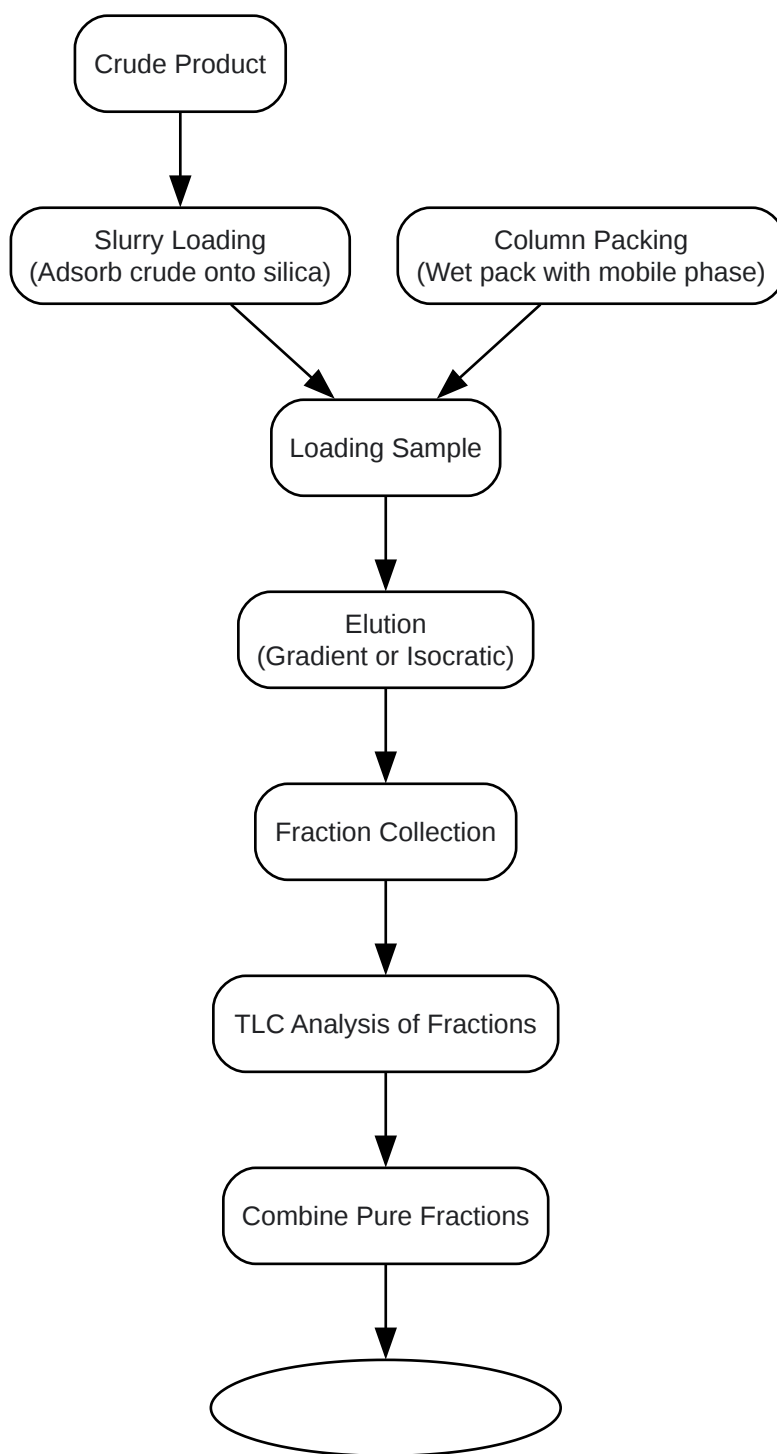 Crude Product
Slurry Loading
(Adsorb crude onto silica)
Column Packing
(Wet pack with mobile phase)
Loading Sample
Elution
(Gradient or Isocratic)
Fraction Collection
TLC Analysis of Fractions
Combine Pure Fractions